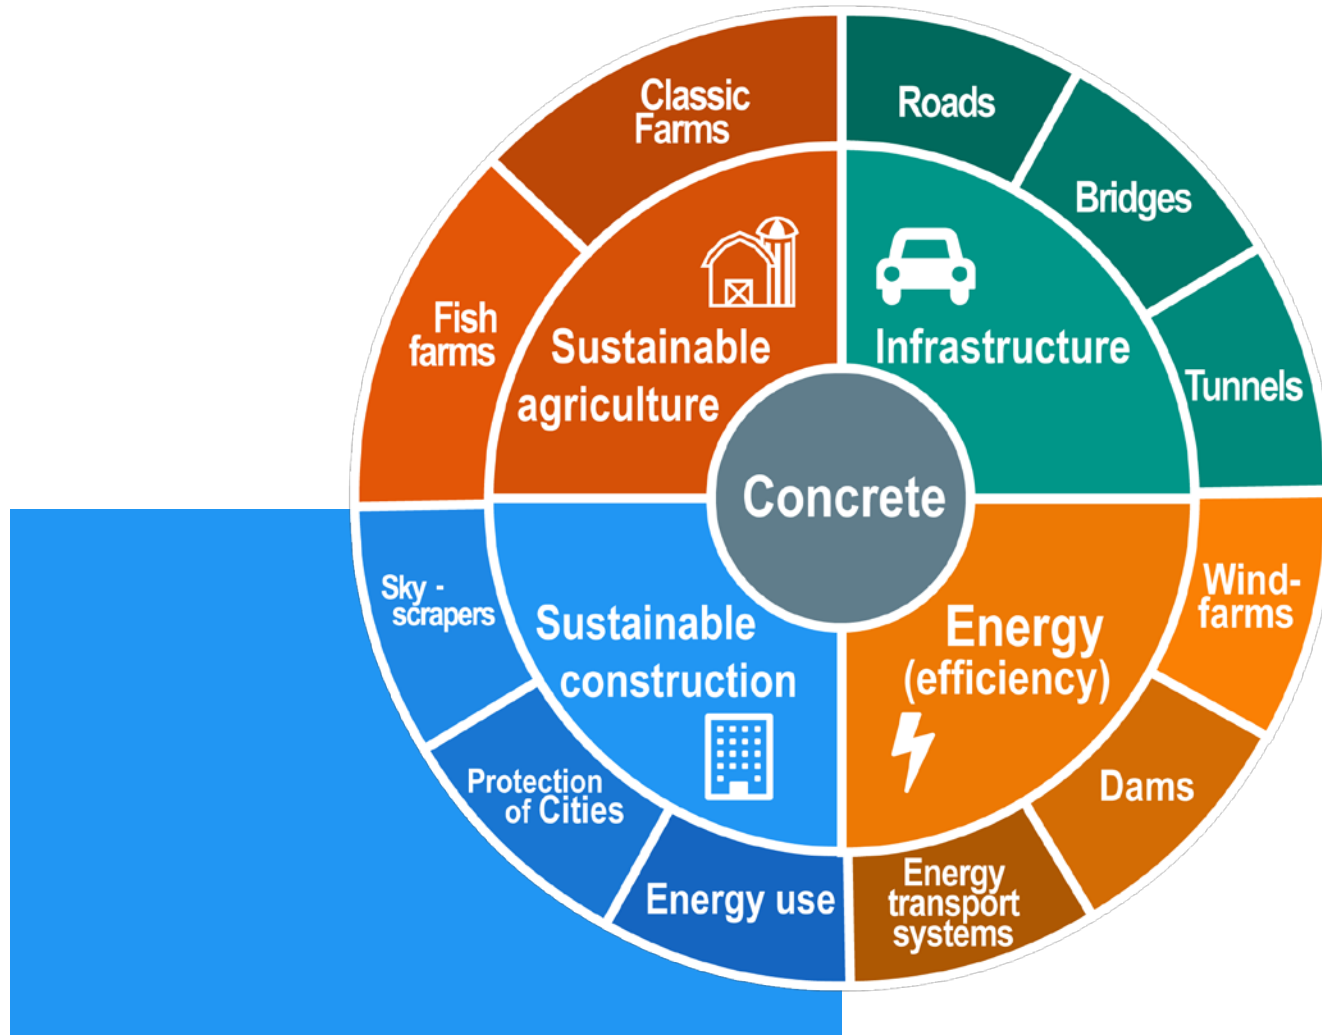 Classic
Farms
Roads
Bridges
Fish
farms
Sustainable
agriculture
Infrastructure
Tunnels
Concrete
Sky -
scrapers
Sustainable
construction
Energy
(efficiency)
Wind-
farms
Protection
of Cities
Dams
Energy use
Energy
transport
systems